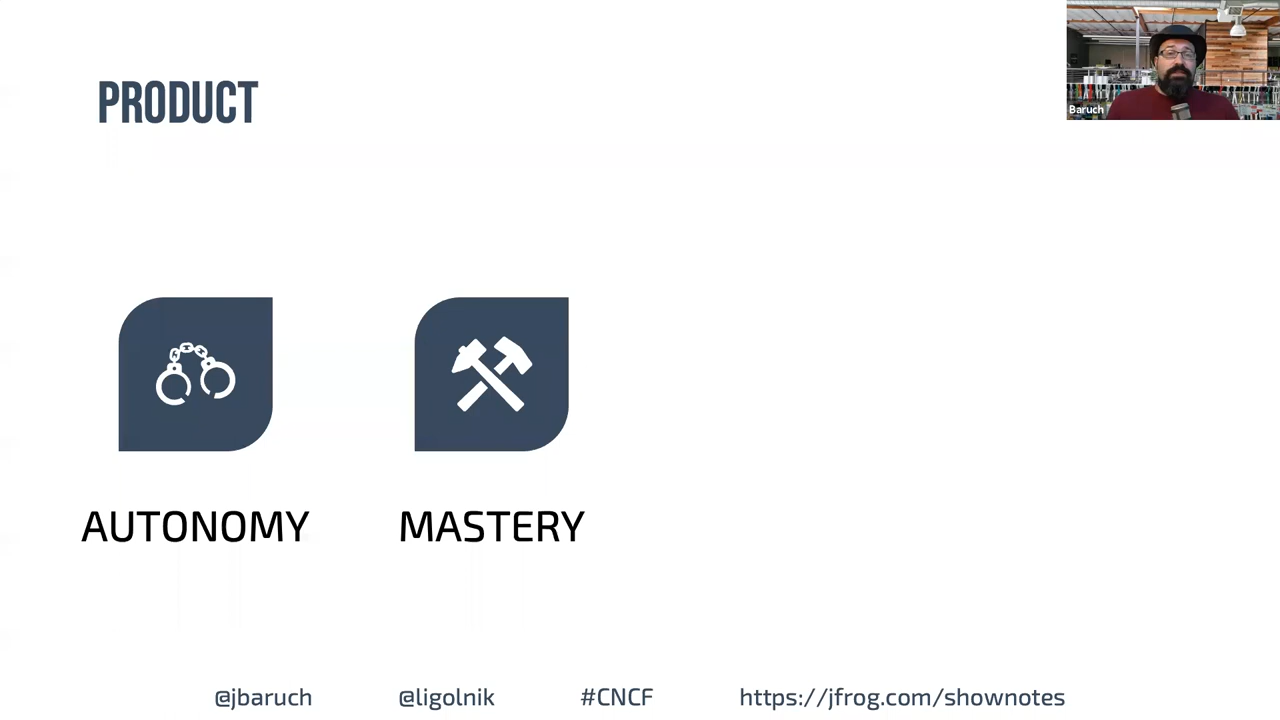 PRODUCT
Baruch
AUTONOMY
MASTERY
@jbaruch
@ligolnik
#CNCF
https://jfrog.com/shownotes